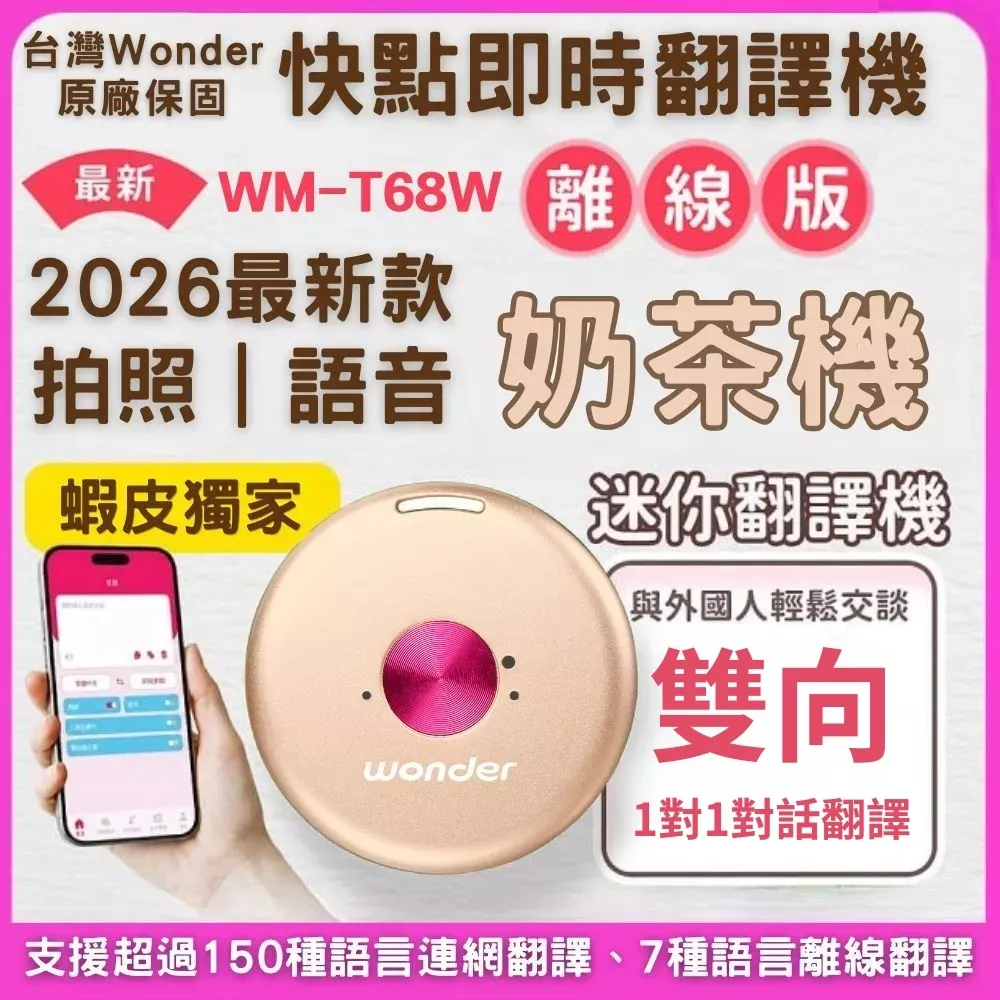 台灣Wonder
原廠保固
快點即時翻譯機
最新
WM-T68W
離線版
2026最新款
拍照｜語音
奶茶機
蝦皮獨家
迷你翻譯機
與外國人輕鬆交談
雙向
1對1對話翻譯
wonder
支援超過150種語言連網翻譯、7種語言離線翻譯